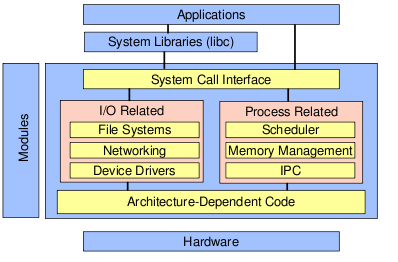 Applications
System Libraries (libc)
System Call Interface
Modules
I/O Related
File Systems
Networking
Device Drivers
Process Related
Scheduler
Memory Management
IPC
Architecture-Dependent Code
Hardware